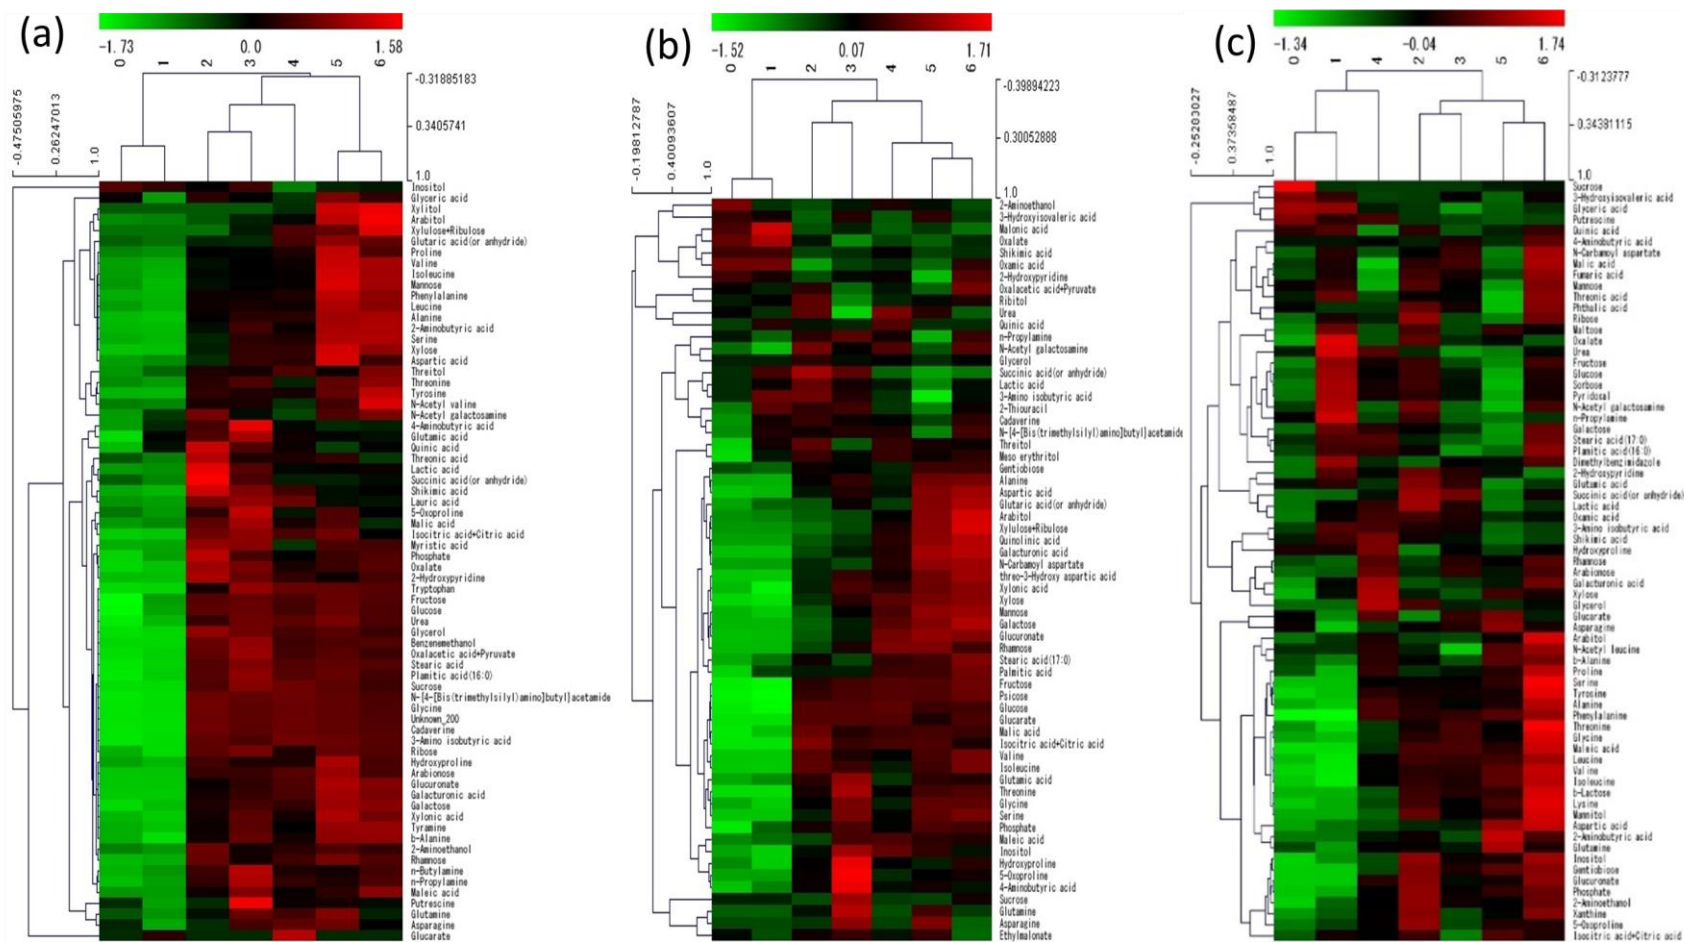 (a)
-1.73
0.0
1.58
0 1 2 3 4 5 6
-0.31885183
0.3405741
1.0
-0.47505975
0.26247013
1.0
Inositol
Glyceric acid
Xylitol
Arabitol
Xylulose+Ribulose
Glutaric acid(or anhydride)
Proline
Valine
Isoleucine
Mannose
Phenylalanine
Leucine
Alanine
2-Aminobutyric acid
Serine
Xylose
Aspartic acid
Threitol
Threonine
Tyrosine
N-Acetyl valine
N-Acetyl galactosamine
4-Aminobutyric acid
Glutamic acid
Quinic acid
Threonic acid
Lactic acid
Succinic acid(or anhydride)
Shikimic acid
Lauric acid
5-Oxoproline
Malic acid
Isocitric acid+Citric acid
Myristic acid
Phosphate
Oxalate
2-Hydroxypyridine
Tryptophan
Fructose
Glucose
Urea
Glycerol
Benzenemethanol
Oxalacetic acid+Pyruvate
Stearic acid
Plamitic acid(16:0)
Sucrose
N-[4-[Bis(trimethylsilyl)amino]butyl]acetamide
Glycine
Unknown_200
Cadaverine
3-Amino isobutyric acid
Ribose
Hydroxyproline
Arabionose
Glucuronate
Galacturonic acid
Galactose
Xylonic acid
Tyramine
b-Alanine
2-Aminoethanol
Rhamnose
n-Butylamine
n-Propylamine
Maleic acid
Putrescine
Glutamine
Asparagine
Glucarate
(b)
-1.52
0.07
1.71
0 1 2 3 4 5 6
-0.39894223
0.30052888
1.0
-0.19812787
0.40093607
1.0
2-Aminoethanol
3-Hydroxyisovaleric acid
Malonic acid
Oxalate
Shikimic acid
Oxamic acid
2-Hydroxypyridine
Oxalacetic acid+Pyruvate
Ribitol
Urea
Quinic acid
n-Propylamine
N-Acetyl galactosamine
Glycerol
Succinic acid(or anhydride)
Lactic acid
3-Amino isobutyric acid
2-Thiouracil
Cadaverine
N-[4-[Bis(trimethylsilyl)amino]butyl]acetamide
Threitol
Meso erythritol
Gentiobiose
Alanine
Aspartic acid
Glutaric acid(or anhydride)
Arabitol
Xylulose+Ribulose
Quinolinic acid
Galacturonic acid
N-Carbamoyl aspartate
threo-3-Hydroxy aspartic acid
Xylonic acid
Xylose
Mannose
Galactose
Glucuronate
Rhamnose
Stearic acid(17:0)
Palmitic acid
Fructose
Psicose
Glucose
Glucarate
Malic acid
Isocitric acid+Citric acid
Valine
Isoleucine
Glutamic acid
Threonine
Glycine
Serine
Phosphate
Maleic acid
Inositol
Hydroxyproline
5-Oxoproline
4-Aminobutyric acid
Sucrose
Glutamine
Asparagine
Ethylmalonate
(c)
-1.34
-0.04
1.74
0 1 4 2 3 5 6
-0.3123777
0.34381115
1.0
-0.25203027
0.37358487
1.0
Sucrose
3-Hydroxyisovaleric acid
Glyceric acid
Putrescine
Quinic acid
4-Aminobutyric acid
N-Carbamoyl aspartate
Malic acid
Fumaric acid
Mannose
Threonic acid
Phthalic acid
Ribose
Maltose
Oxalate
Urea
Fructose
Glucose
Sorbose
Pyridoxal
N-Acetyl galactosamine
n-Propylamine
Galactose
Stearic acid(17:0)
Plamitic acid(16:0)
Dimethylbenzimidazole
2-Hydroxypyridine
Glutamic acid
Succinic acid(or anhydride)
Lactic acid
Oxamic acid
3-Amino isobutyric acid
Shikimic acid
Hydroxyproline
Rhamnose
Arabionose
Galacturonic acid
Xylose
Glycerol
Glucarate
Asparagine
Arabitol
N-Acetyl leucine
b-Alanine
Proline
Serine
Tyrosine
Alanine
Phenylalanine
Threonine
Glycine
Maleic acid
Leucine
Valine
Isoleucine
b-Lactose
Lysine
Mannitol
Aspartic acid
2-Aminobutyric acid
Glutamine
Inositol
Gentiobiose
Glucuronate
Phosphate
2-Aminoethanol
Xanthine
5-Oxoproline
Isocitric acid+Citric acid